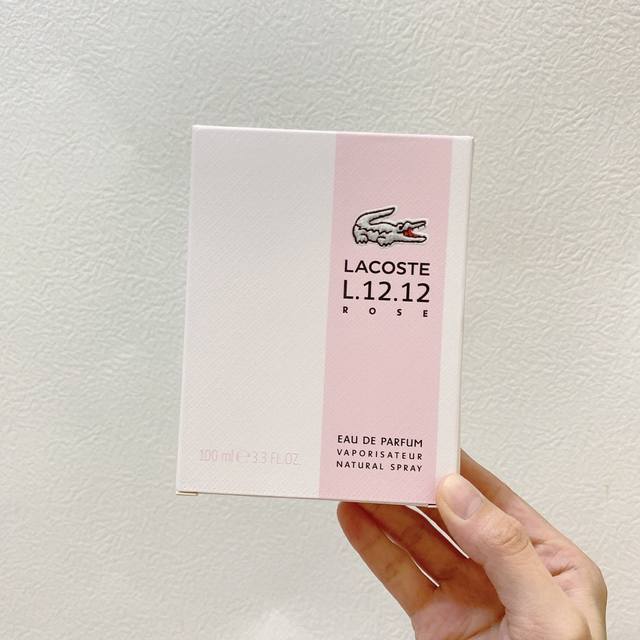 LACOSTE
L.12.12
ROSE
EAU DE PARFUM
VAPORISATEUR
NATURAL SPRAY
100 ml ℮ 3.3 FL.OZ.